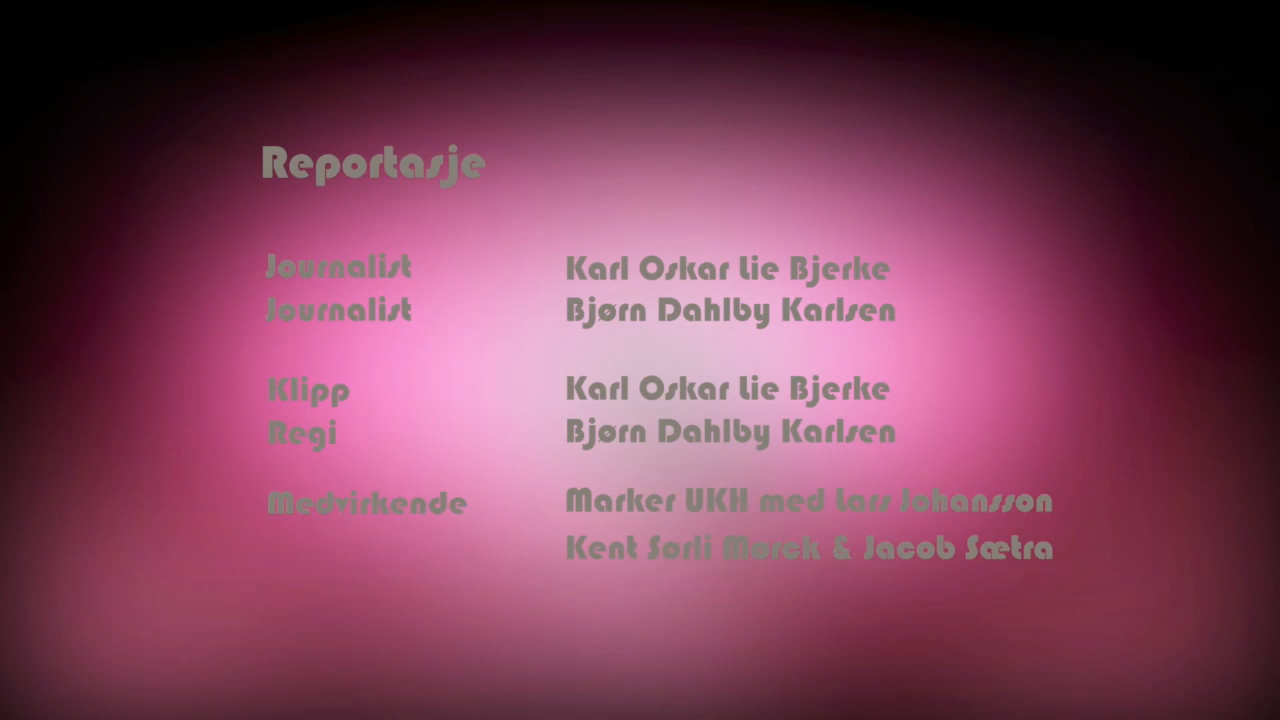 Reportasje
Journalist Karl Oskar Lie Bjerke
Journalist Bjørn Dahlby Karlsen
Klipp Karl Oskar Lie Bjerke
Regi Bjørn Dahlby Karlsen
Medvirkende Marker UKH med Lars Johansson
Kent Sørli Mørck & Jacob Sætra